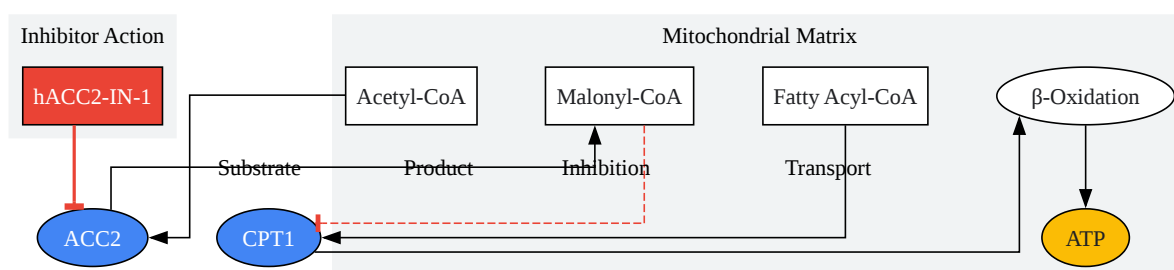 Inhibitor Action
Mitochondrial Matrix
hACC2-IN-1
Acetyl-CoA
Malonyl-CoA
Fatty Acyl-CoA
β-Oxidation
Substrate
Product
Inhibition
Transport
ACC2
CPT1
ATP